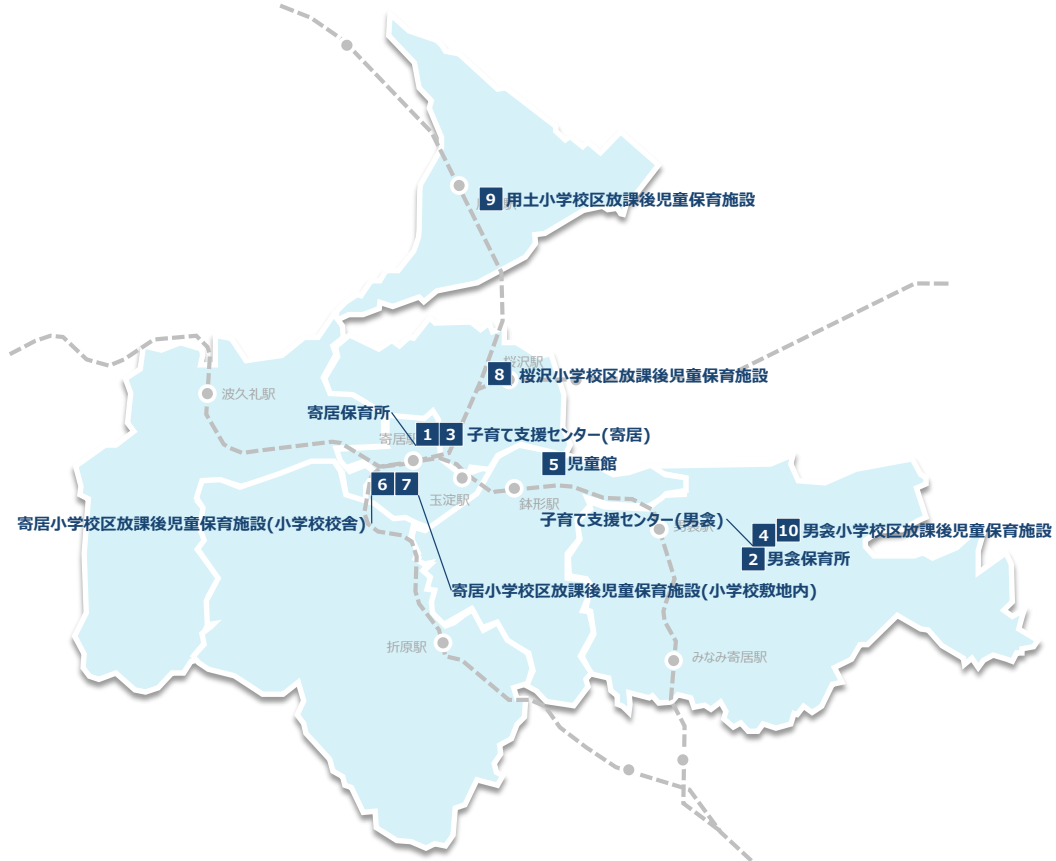 9 用土小学校区放課後児童保育施設
桜沢駅
8 桜沢小学校区放課後児童保育施設
波久礼駅
寄居保育所
寄居
1 3 子育て支援センター(寄居)
5 児童館
6 7
玉淀駅
鉢形駅
寄居小学校区放課後児童保育施設(小学校校舎)
子育て支援センター(男衾)
4 10 男衾小学校区放課後児童保育施設
2 男衾保育所
寄居小学校区放課後児童保育施設(小学校敷地内)
折原駅
みなみ寄居駅